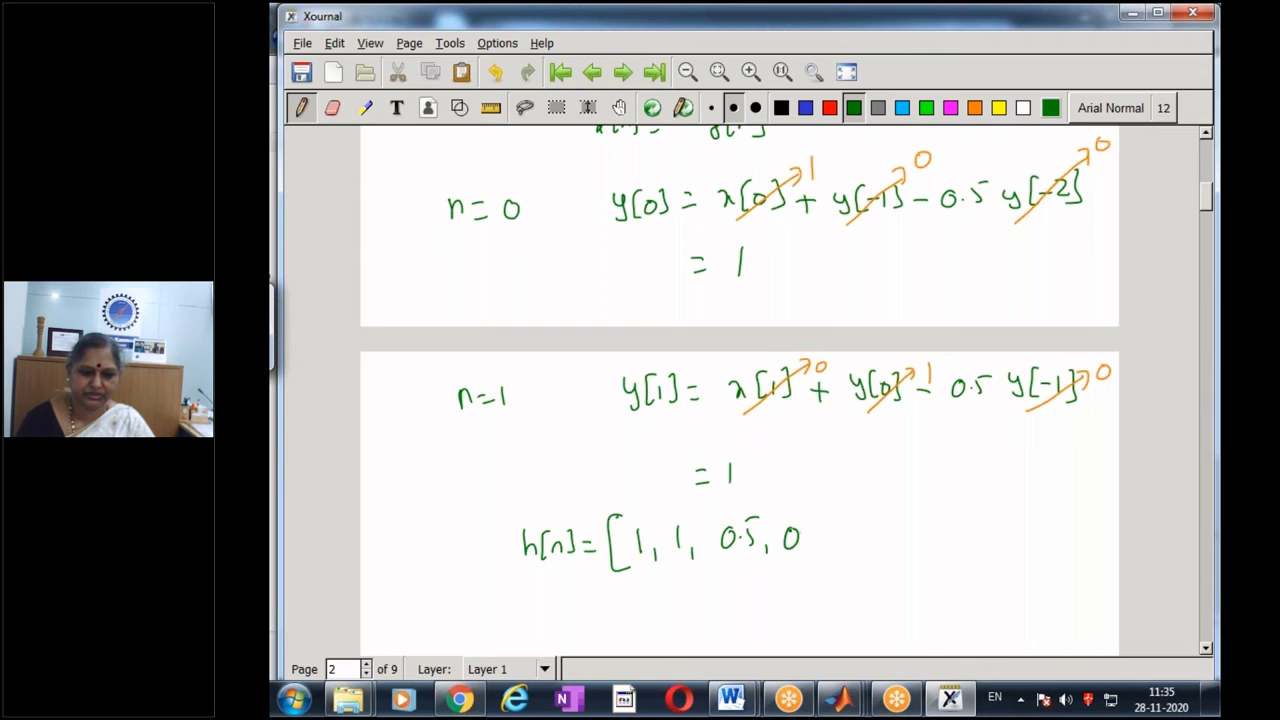 Xournal
File Edit View Page Tools Options Help
Arial Normal 12
n = 0 y[0] = x[0] 1 + y[-1] 0 - 0.5 y[-2] 0
= 1
n=1 y[1] = x[1] 0 + y[0] 1 - 0.5 y[-1] 0
= 1
h[n] = [ 1, 1, 0.5, 0
Page 2 of 9 Layer: Layer 1
EN 11:35
28-11-2020